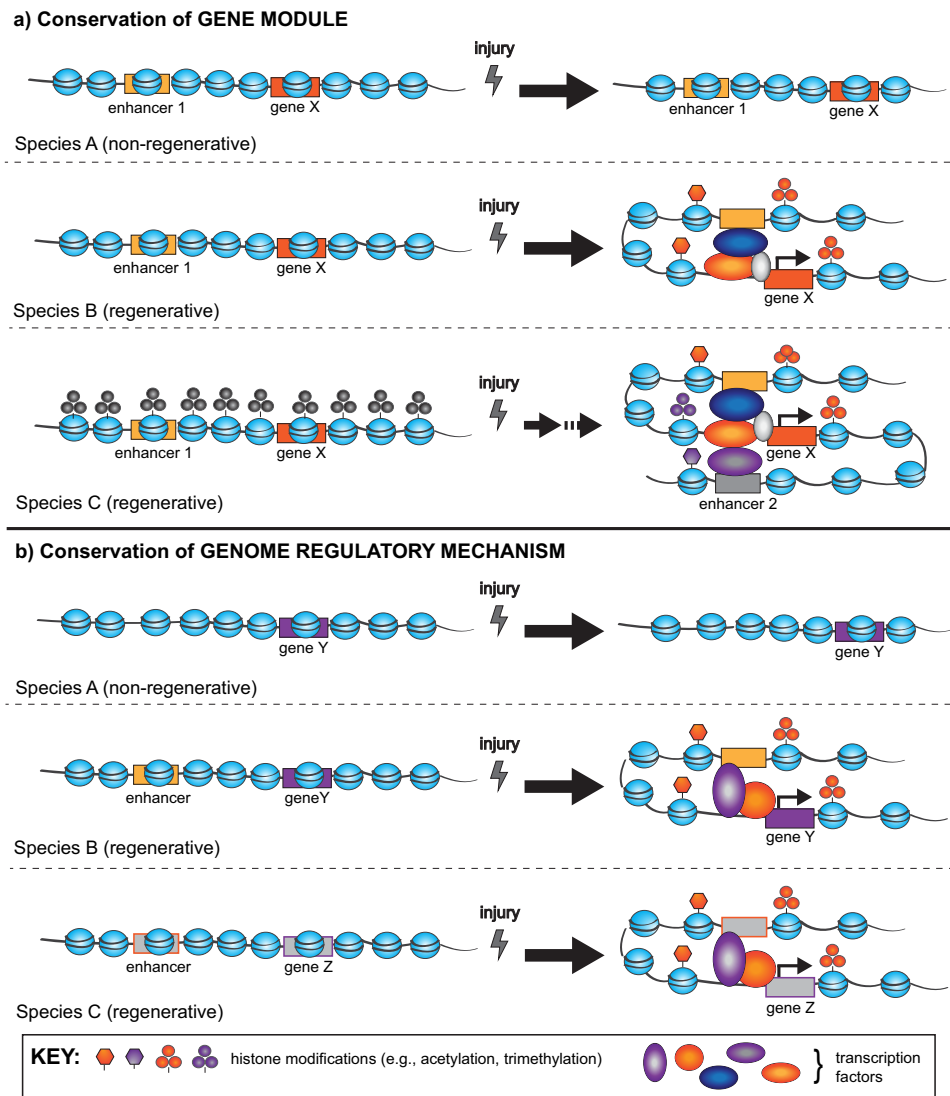 a) Conservation of GENE MODULE
injury
enhancer 1
gene X
enhancer 1
gene X
Species A (non-regenerative)
injury
enhancer 1
gene X
gene X
Species B (regenerative)
injury
enhancer 1
gene X
gene X
enhancer 2
Species C (regenerative)
b) Conservation of GENOME REGULATORY MECHANISM
injury
gene Y
gene Y
Species A (non-regenerative)
injury
enhancer
geneY
gene Y
Species B (regenerative)
injury
enhancer
gene Z
gene Z
Species C (regenerative)
KEY:
histone modifications (e.g., acetylation, trimethylation)
} transcription
factors